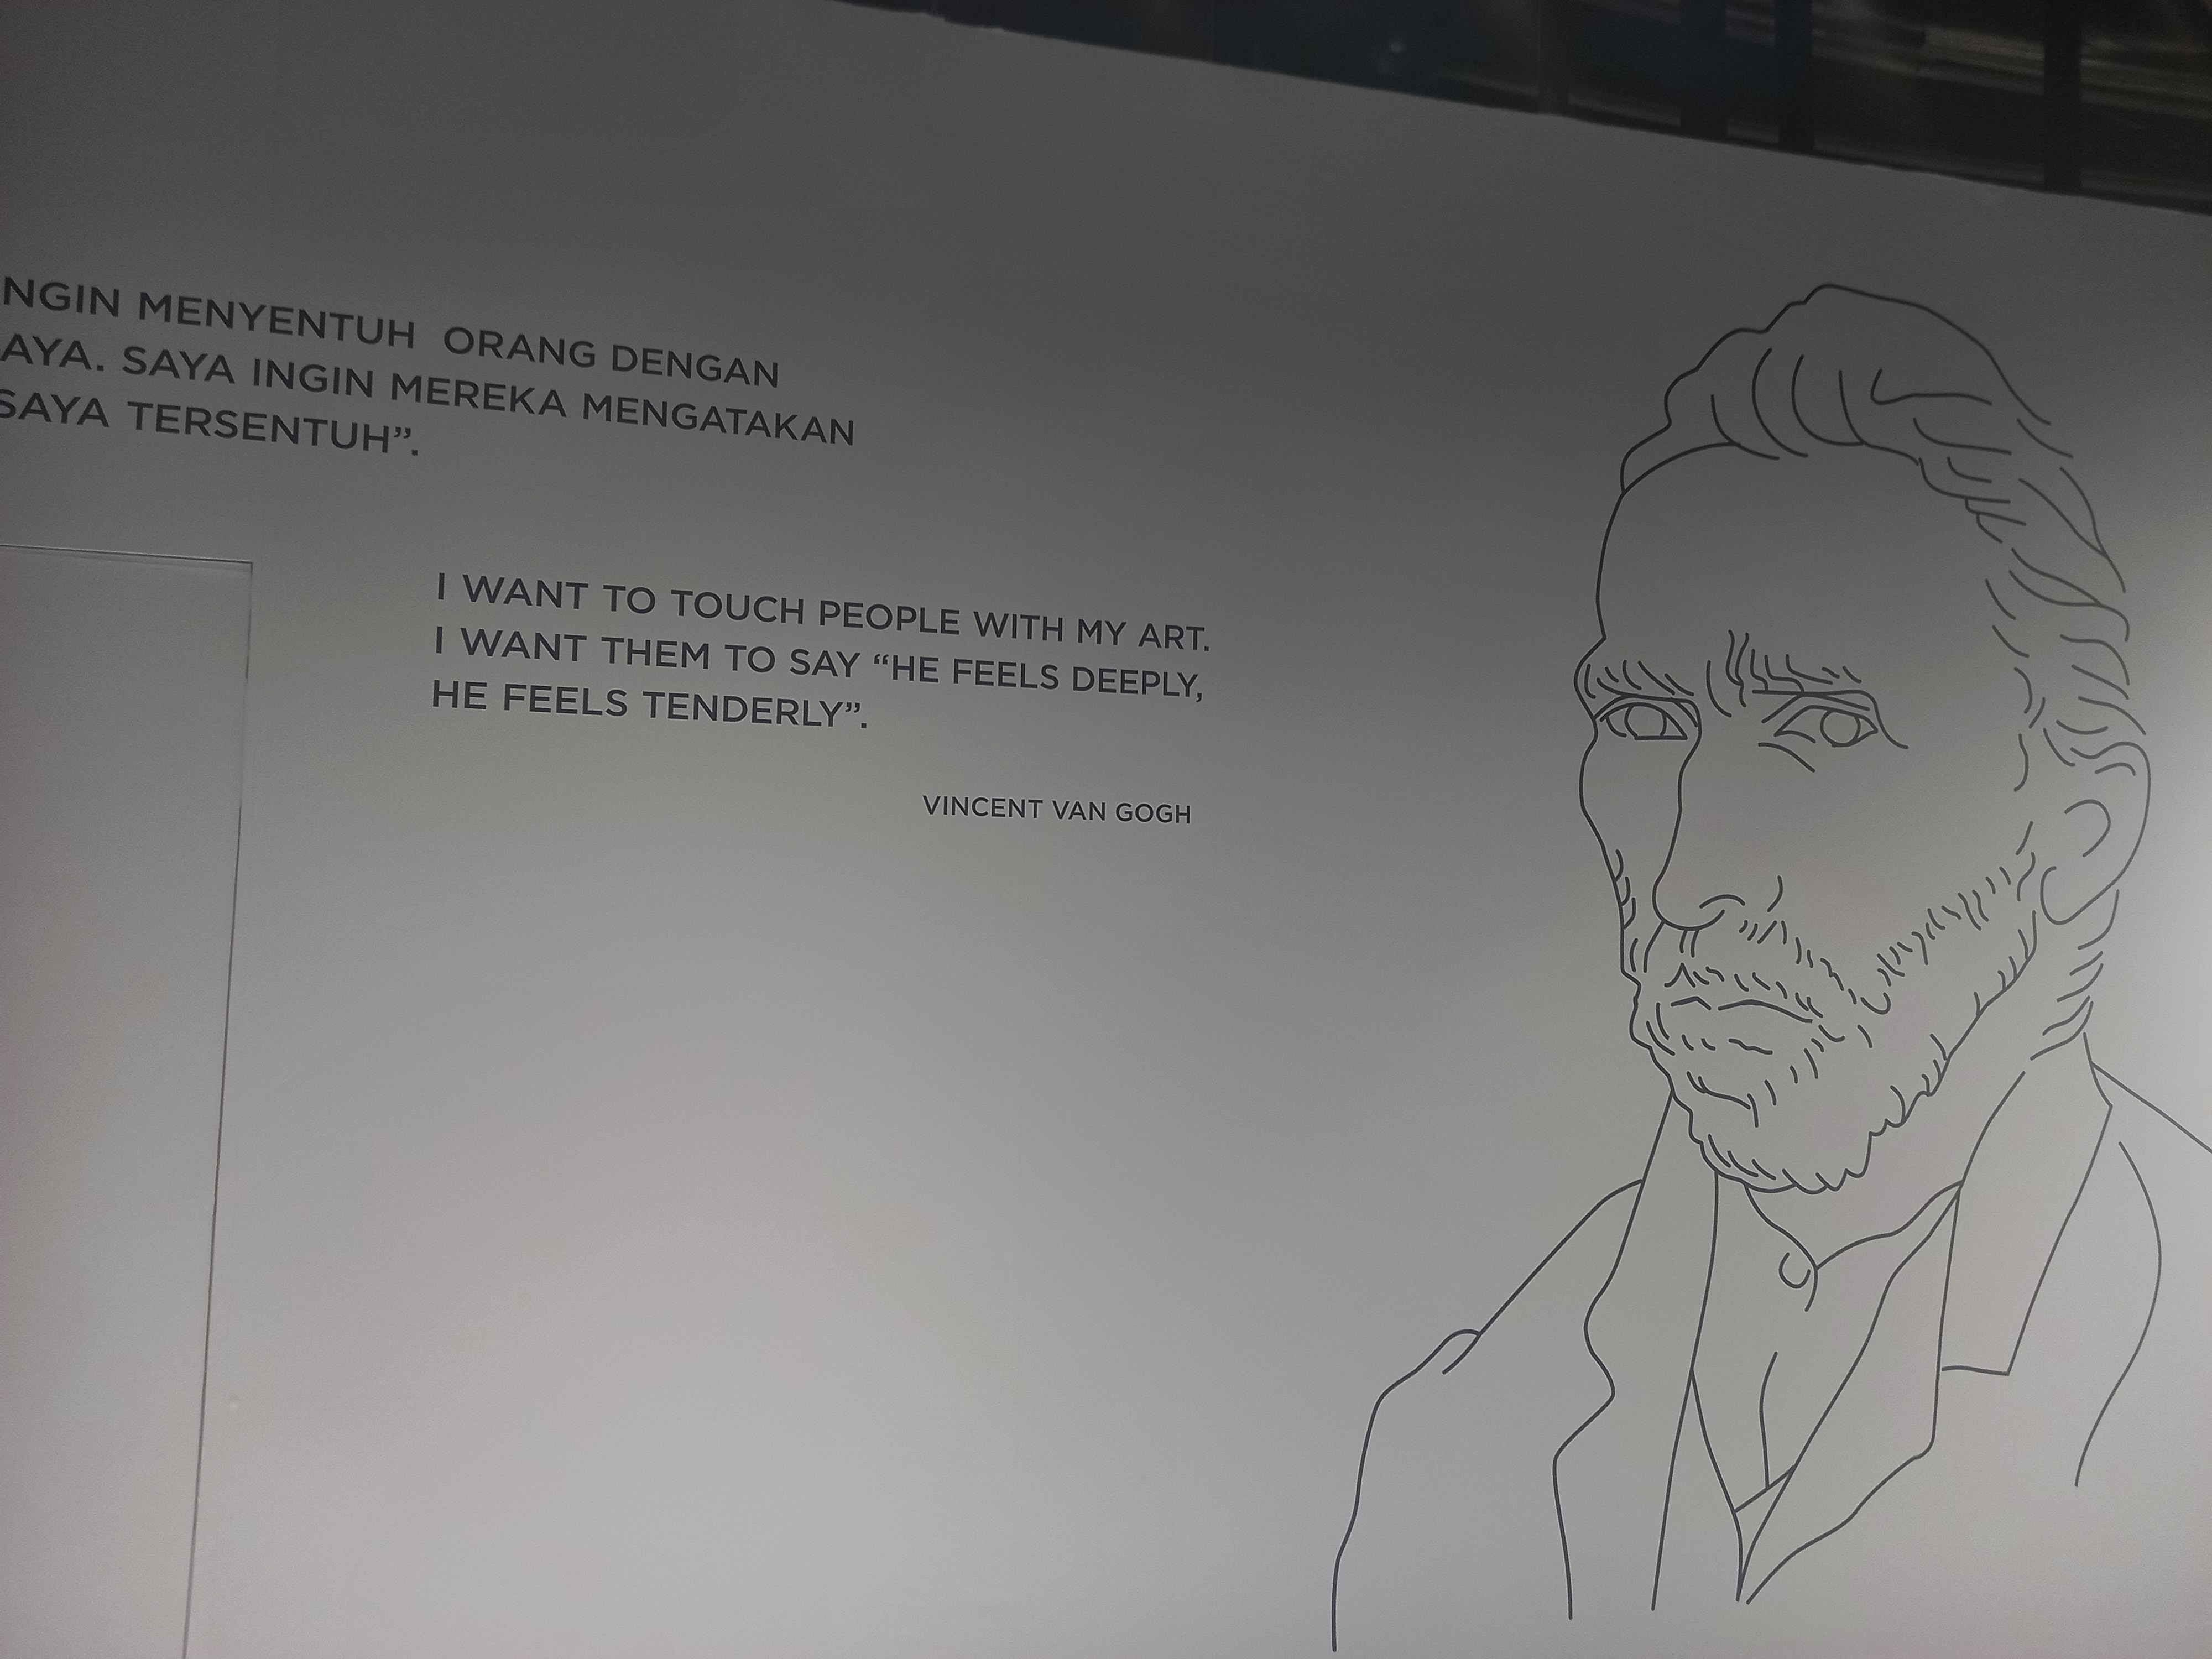 NGIN MENYENTUH ORANG DENGAN
AYA. SAYA INGIN MEREKA MENGATAKAN
SAYA TERSENTUH”.
I WANT TO TOUCH PEOPLE WITH MY ART.
I WANT THEM TO SAY “HE FEELS DEEPLY,
HE FEELS TENDERLY”.
VINCENT VAN GOGH